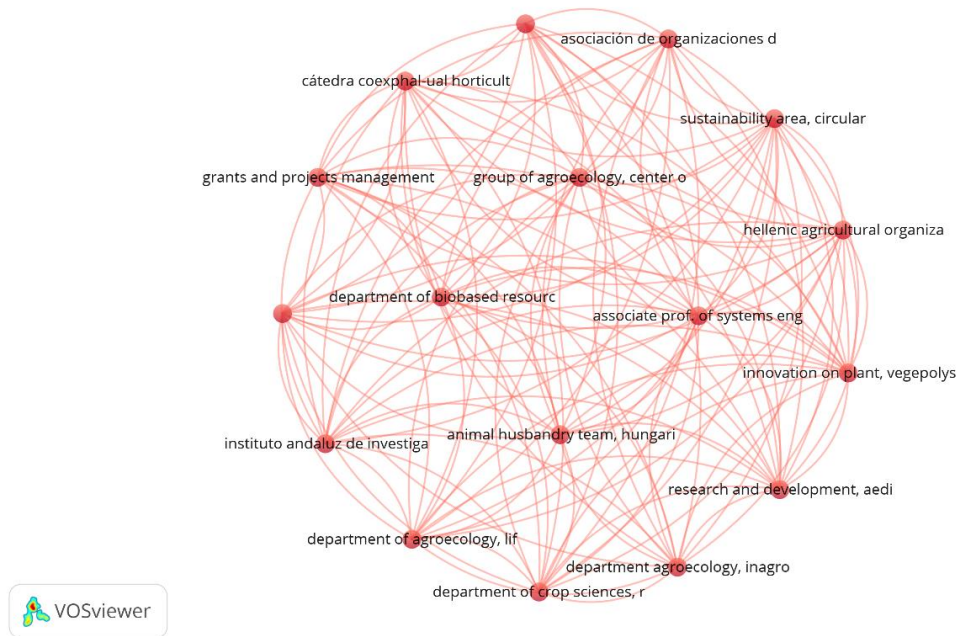 asociación de organizaciones d
cátedra coexphal-ual horticult
sustainability area, circular
grants and projects management
group of agroecology, center o
hellenic agricultural organiza
department of biobased resourc
associate prof. of systems eng
innovation on plant, vegepolys
animal husbandry team, hungari
instituto andaluz de investiga
research and development, aedi
department of agroecology, lif
department agroecology, inagro
department of crop sciences, r
VOSviewer